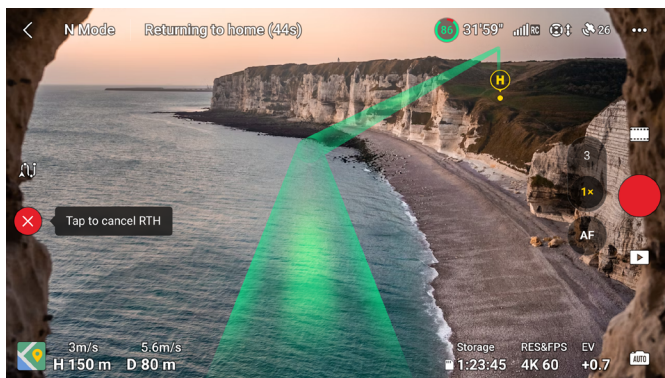 N Mode
Returning to home (44s)
86
31'59"
RC
26
H
3
1×
Tap to cancel RTH
AF
3m/s
5.6m/s
H 150 m
D 80 m
Storage
RES&FPS
EV
1:23:45
4K 60
+0.7
AUTO